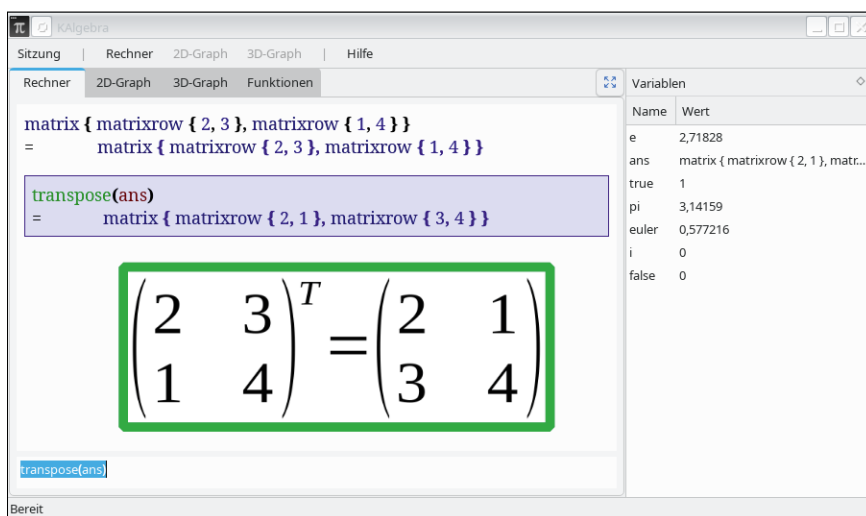 π KAlgebra
Sitzung | Rechner 2D-Graph 3D-Graph | Hilfe
Rechner 2D-Graph 3D-Graph Funktionen
matrix { matrixrow { 2, 3 }, matrixrow { 1, 4 } }
= matrix { matrixrow { 2, 3 }, matrixrow { 1, 4 } }
transpose(ans)
= matrix { matrixrow { 2, 1 }, matrixrow { 3, 4 } }
2 3 T 2 1
=
1 4 3 4
transpose(ans)
Bereit
Variablen
Name Wert
e 2,71828
ans matrix { matrixrow { 2, 1 }, matr...
true 1
pi 3,14159
euler 0,577216
i 0
false 0